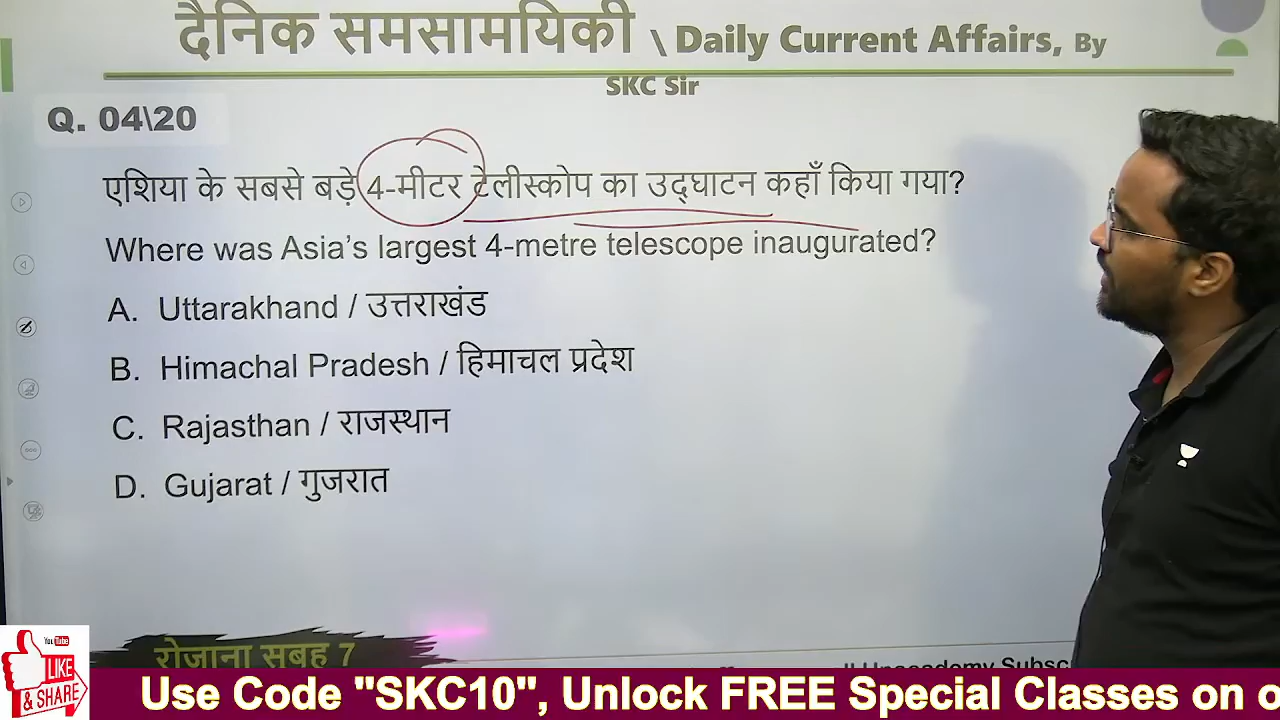 दैनिक समसामयिकी \ Daily Current Affairs, By
SKC Sir
Q. 04\20
एशिया के सबसे बड़े 4-मीटर टेलीस्कोप का उद्घाटन कहाँ किया गया?
Where was Asia's largest 4-metre telescope inaugurated?
A. Uttarakhand / उत्तराखंड
B. Himachal Pradesh / हिमाचल प्रदेश
C. Rajasthan / राजस्थान
D. Gujarat / गुजरात
रोजाना सुबह 7
Unacademy
YouTube
LIKE
& SHARE
Use Code "SKC10", Unlock FREE Special Classes on